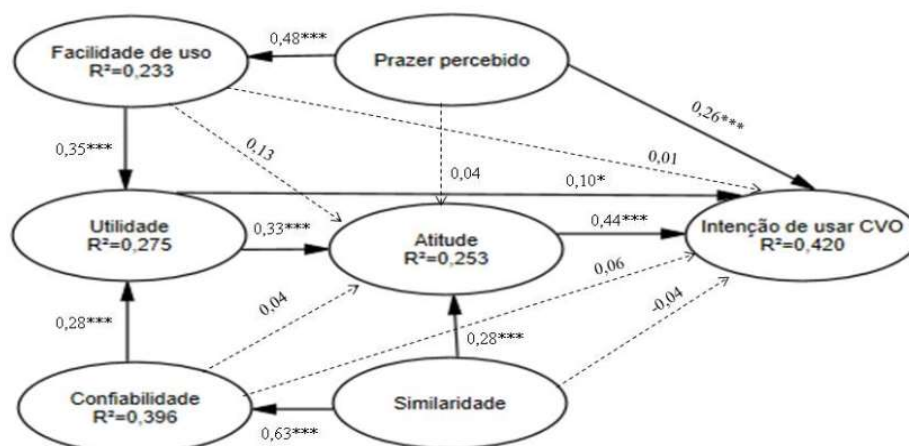 Facilidade de uso
R²=0,233
0,48***
Prazer percebido
0,26***
0,35***
0,13
0,04
0,01
0,10*
Utilidade
R²=0,275
0,33***
Atitude
R²=0,253
0,44***
Intenção de usar CVO
R²=0,420
0,28***
0,04
0,28***
0,06
-0,04
Confiabilidade
R²=0,396
0,63***
Similaridade